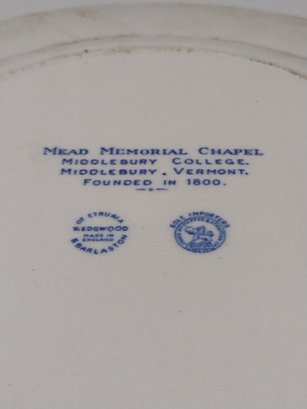 MEAD MEMORIAL CHAPEL
MIDDLEBURY COLLEGE.
MIDDLEBURY, VERMONT.
FOUNDED IN 1800.
OF ETRURIA
WEDGWOOD
MADE IN
ENGLAND
& BARLASTON
SOLE IMPORTERS